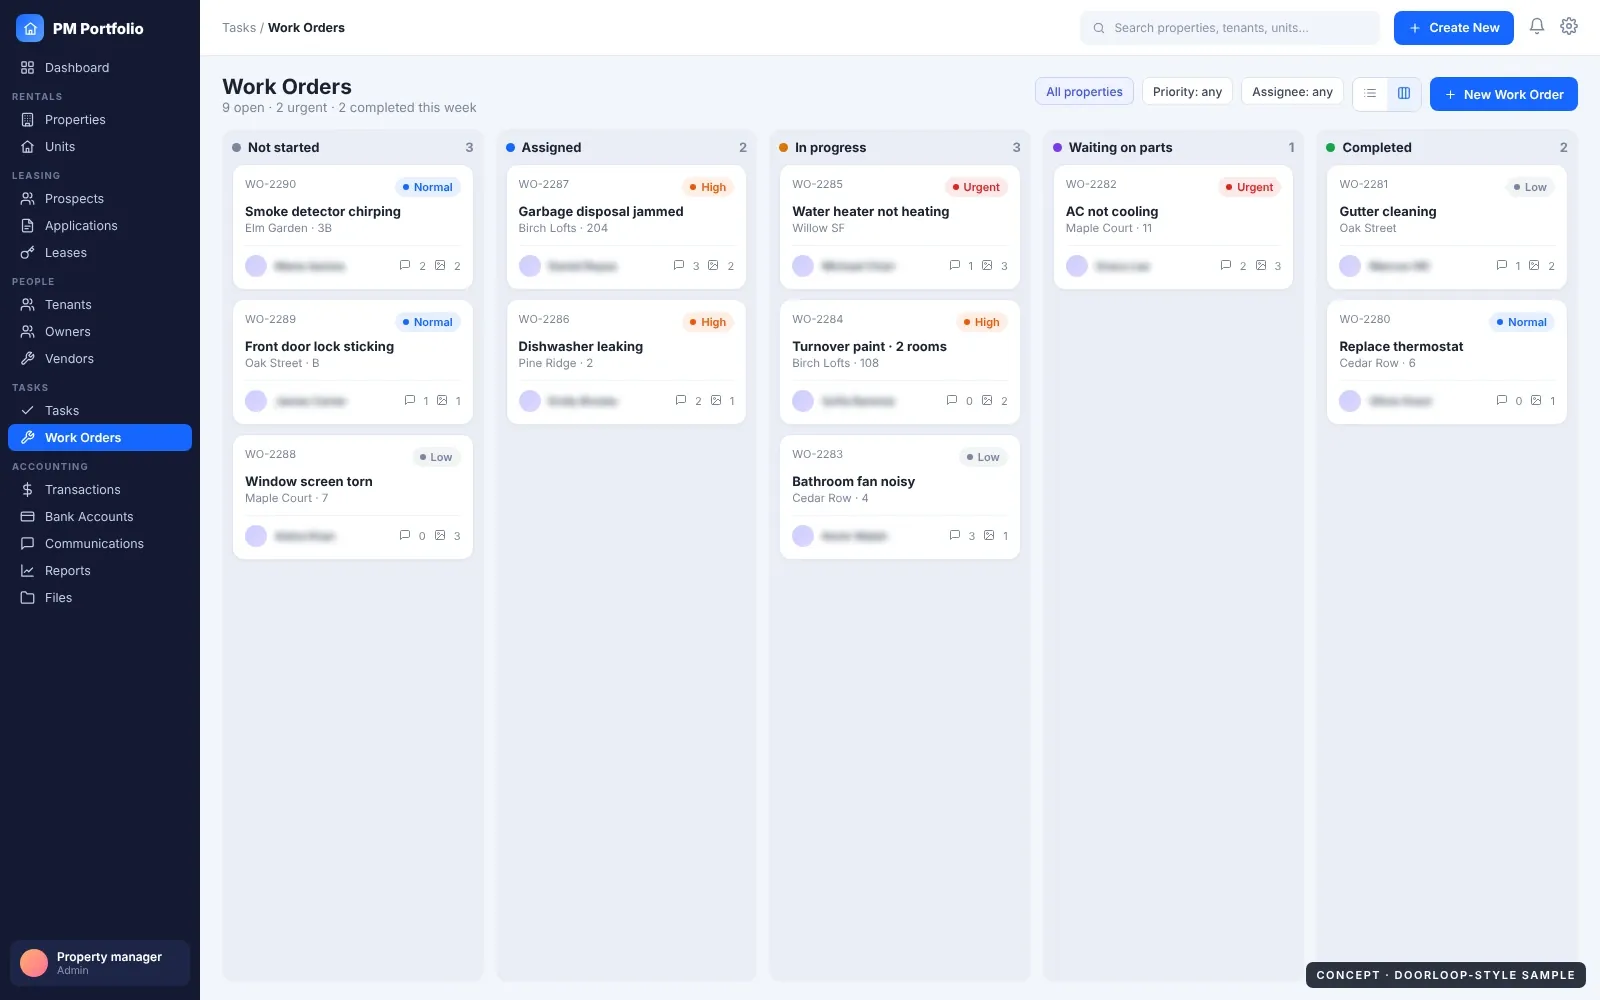 PM Portfolio
Dashboard
RENTALS
Properties
Units
LEASING
Prospects
Applications
Leases
PEOPLE
Tenants
Owners
Vendors
TASKS
Tasks
Work Orders
ACCOUNTING
Transactions
Bank Accounts
Communications
Reports
Files
Property manager
Admin
Tasks / Work Orders
Search properties, tenants, units...
Create New
Work Orders
9 open · 2 urgent · 2 completed this week
All properties
Priority: any
Assignee: any
New Work Order
Not started 3
WO-2290 Normal
Smoke detector chirping
Elm Garden · 3B
2 2
WO-2289 Normal
Front door lock sticking
Oak Street · B
1 1
WO-2288 Low
Window screen torn
Maple Court · 7
0 3
Assigned 2
WO-2287 High
Garbage disposal jammed
Birch Lofts · 204
3 2
WO-2286 High
Dishwasher leaking
Pine Ridge · 2
2 1
In progress 3
WO-2285 Urgent
Water heater not heating
Willow SF
1 3
WO-2284 High
Turnover paint · 2 rooms
Birch Lofts · 108
0 2
WO-2283 Low
Bathroom fan noisy
Cedar Row · 4
3 1
Waiting on parts 1
WO-2282 Urgent
AC not cooling
Maple Court · 11
2 3
Completed 2
WO-2281 Low
Gutter cleaning
Oak Street
1 2
WO-2280 Normal
Replace thermostat
Cedar Row · 6
0 1
CONCEPT · DOORLOOP-STYLE SAMPLE